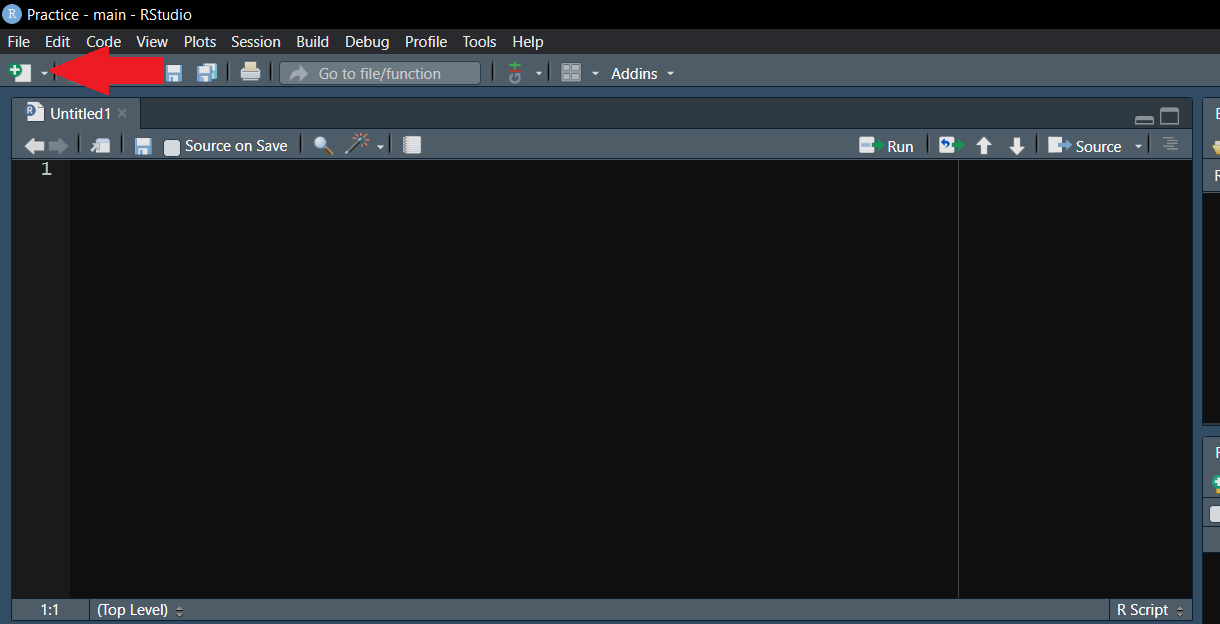 R Practice - main - RStudio
File Edit Code View Plots Session Build Debug Profile Tools Help
Go to file/function Addins
Untitled1
Source on Save Run Source
1
1:1 (Top Level) R Script